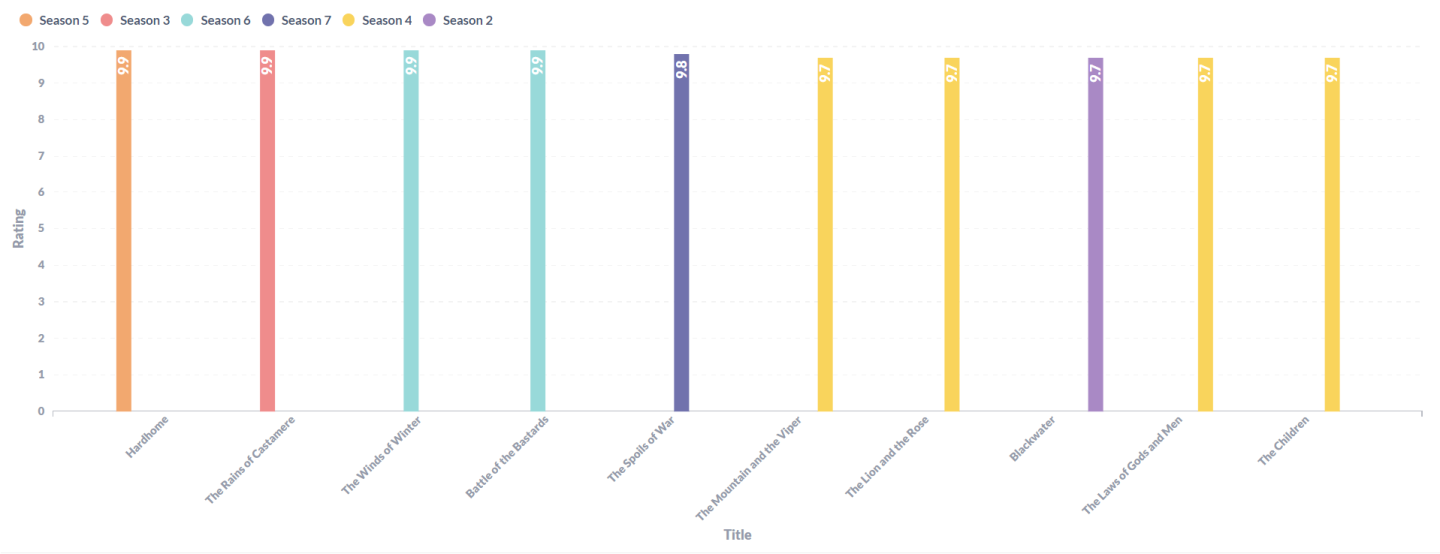 Season 5 Season 3 Season 6 Season 7 Season 4 Season 2
10
9
8
7
6
5
4
3
2
1
0
Rating
9.9 9.9 9.9 9.9 9.8 9.7 9.7 9.7 9.7 9.7
Hardhome
The Rains of Castamere
The Winds of Winter
Battle of the Bastards
The Spoils of War
The Mountain and the Viper
The Lion and the Rose
Blackwater
The Laws of Gods and Men
The Children
Title